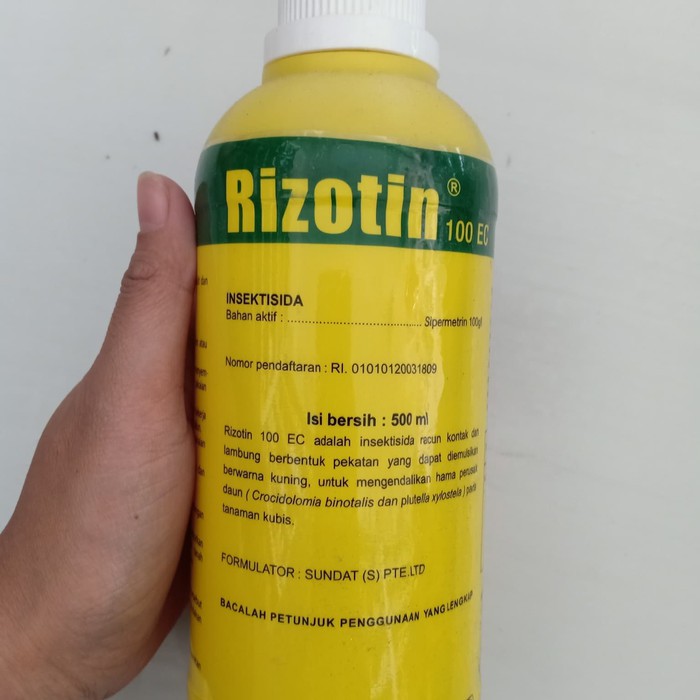 Rizotin®
100 EC
INSEKTISIDA
Bahan aktif : ................................................ Sipermetrin 100g/l
Nomor pendaftaran : RI. 01010120031809
Isi bersih : 500 ml
Rizotin 100 EC adalah insektisida racun kontak dan
lambung berbentuk pekatan yang dapat diemulsikan
berwarna kuning, untuk mengendalikan hama perusak
daun ( Crocidolomia binotalis dan plutella xylostela ) pada
tanaman kubis.
FORMULATOR : SUNDAT (S) PTE.LTD
BACALAH PETUNJUK PENGGUNAAN YANG LENGKAP